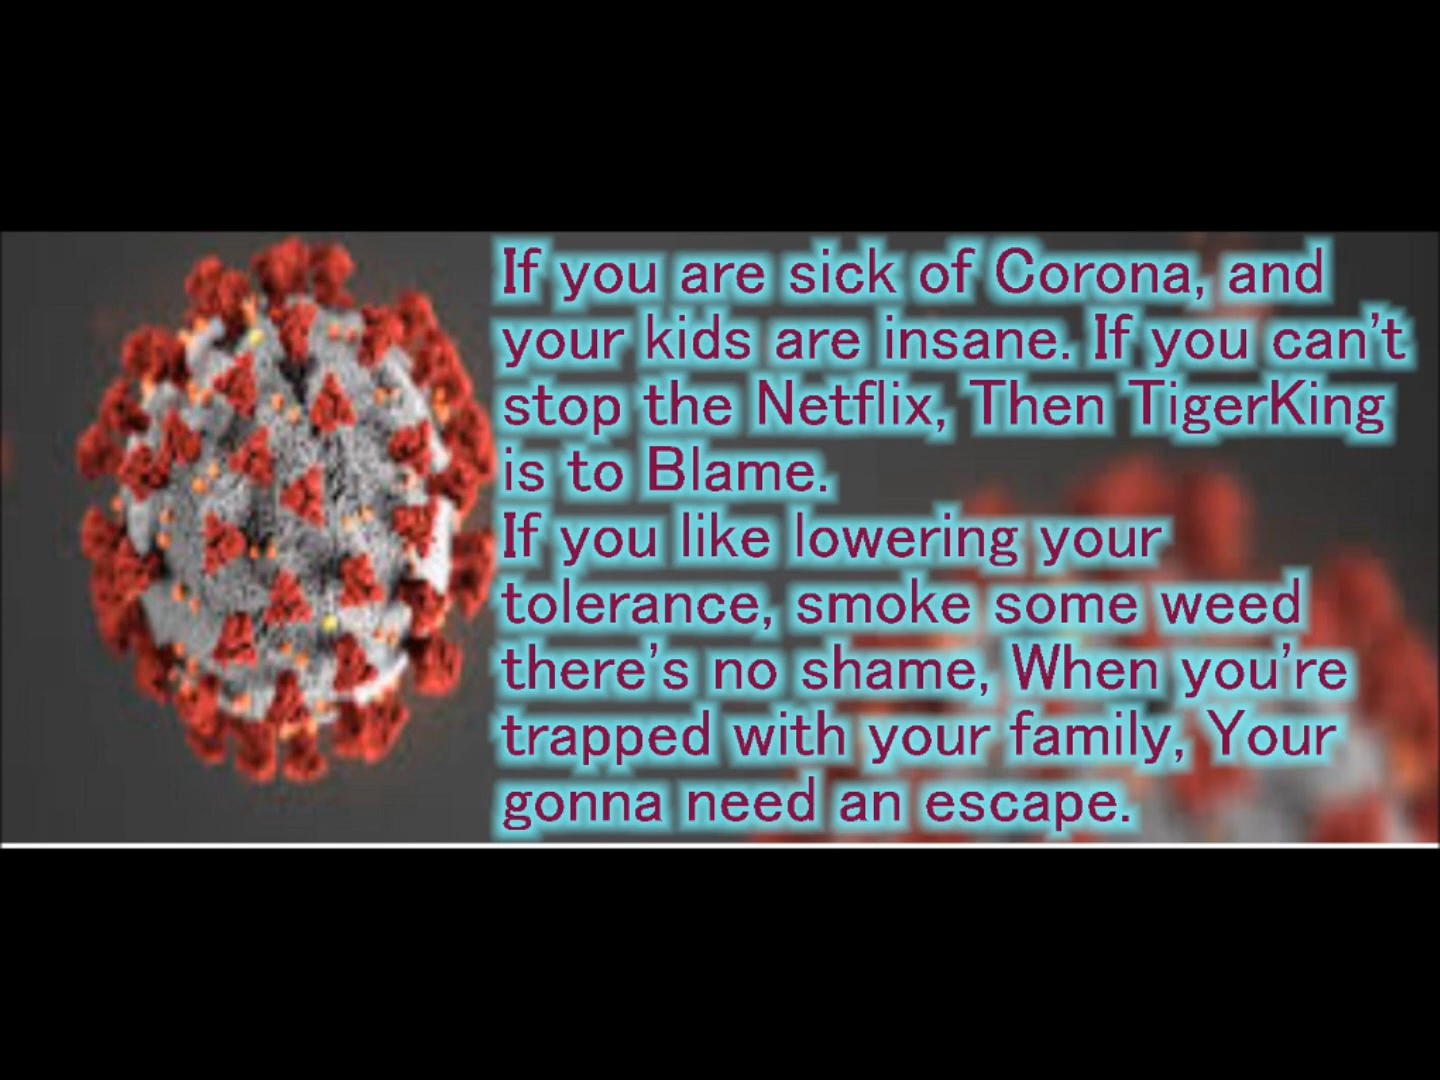 If you are sick of Corona, and
your kids are insane. If you can't
stop the Netflix, Then TigerKing
is to Blame.
If you like lowering your
tolerance, smoke some weed
there's no shame, When you're
trapped with your family, Your
gonna need an escape.